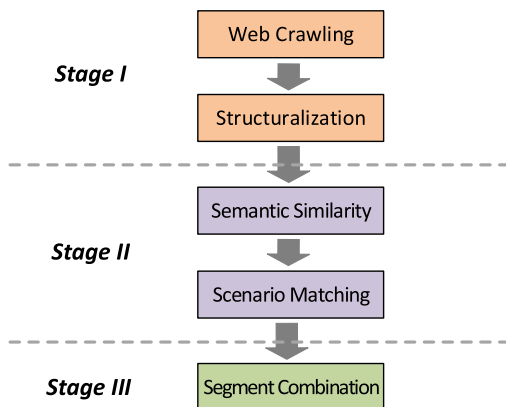 Web Crawling
Stage I
Structuralization
Semantic Similarity
Stage II
Scenario Matching
Stage III
Segment Combination